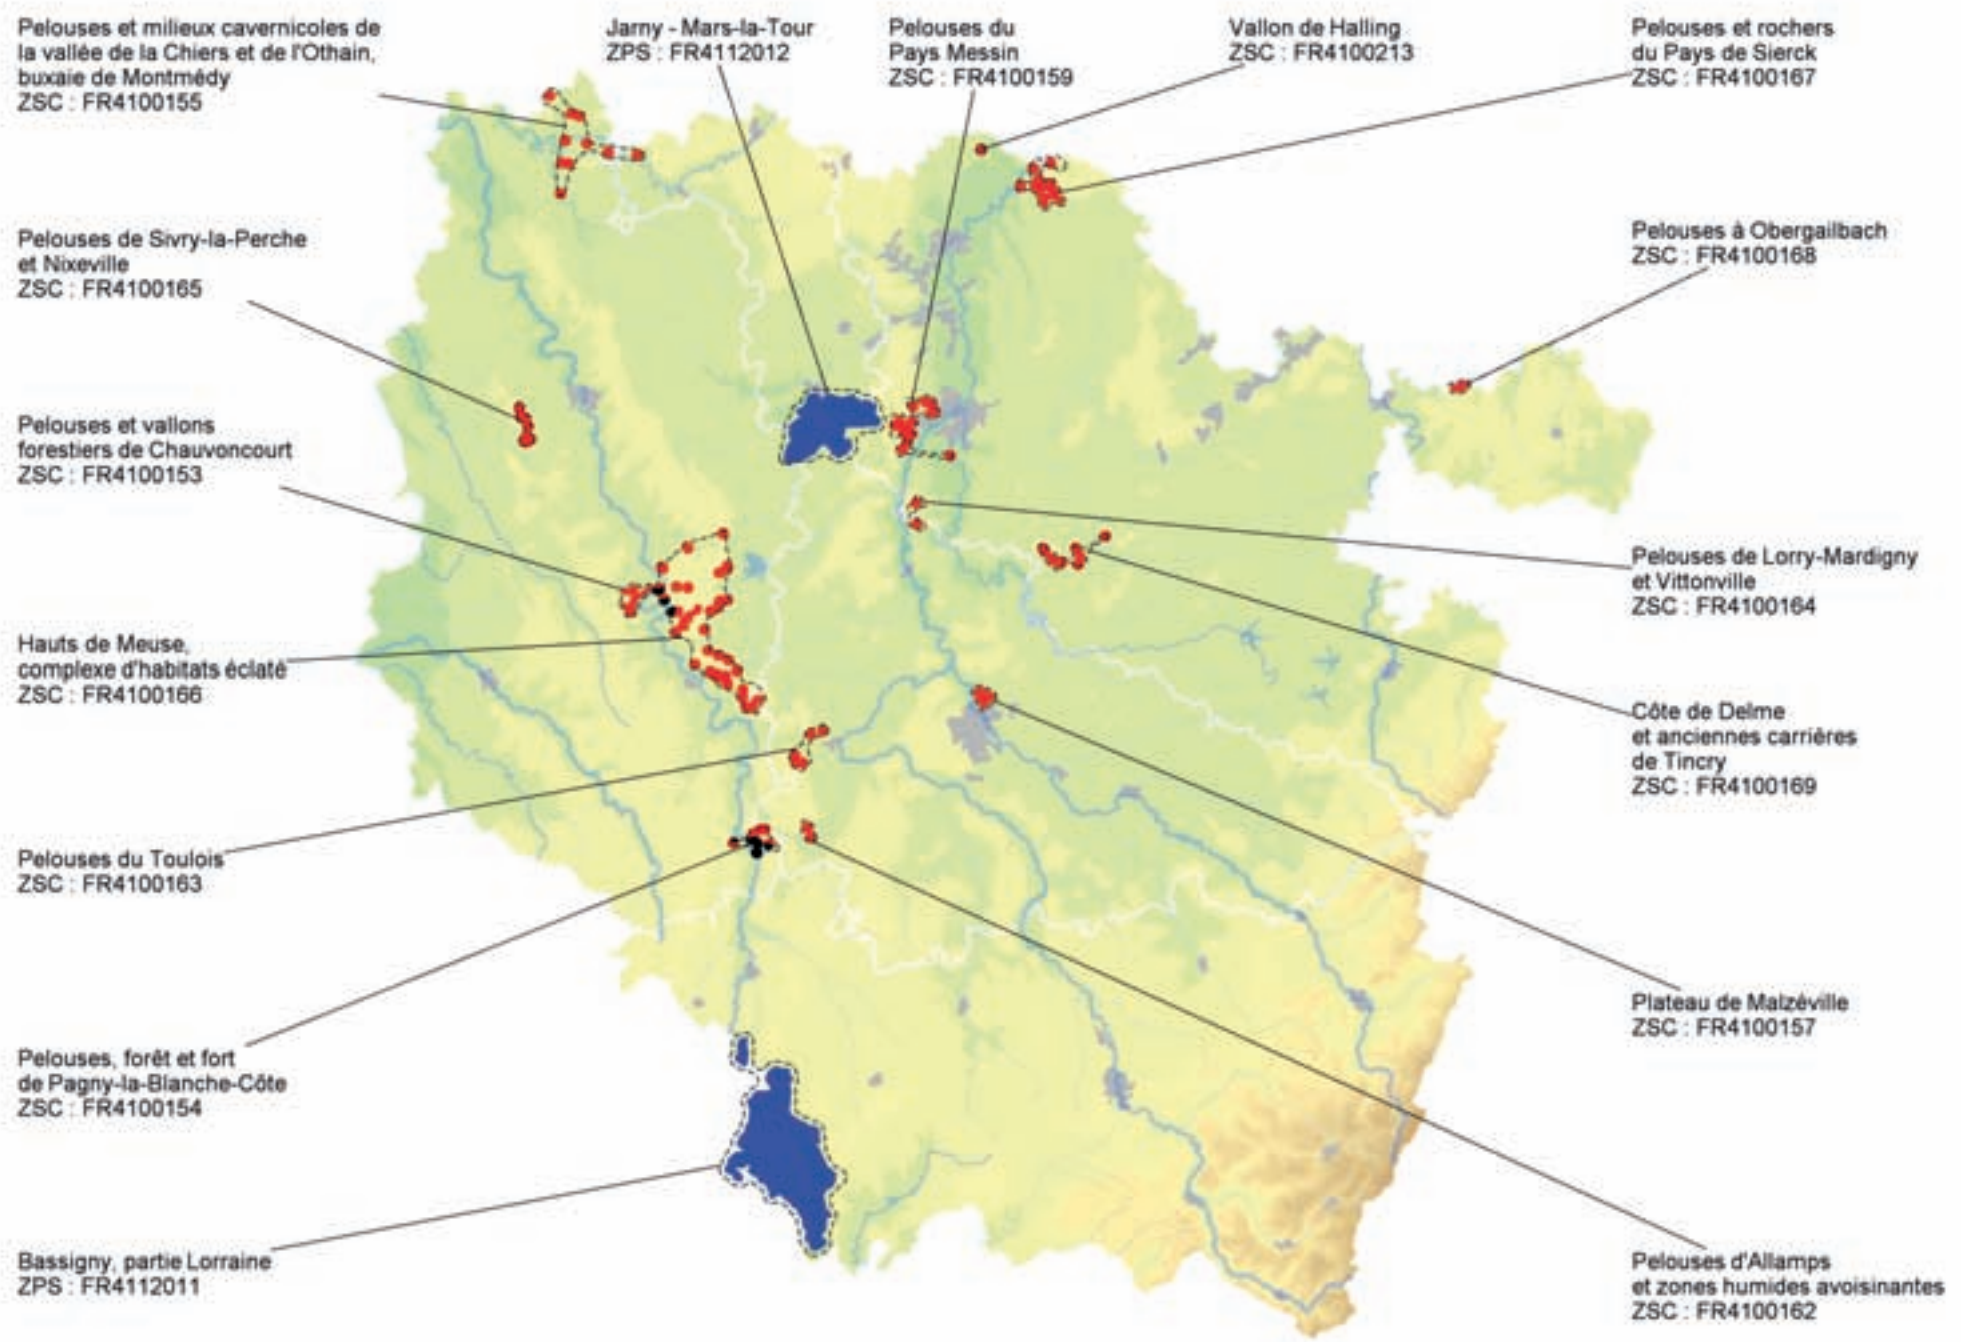 Pelouses et milieux cavernicoles de
la vallée de la Chiers et de l'Othain,
buxaie de Montmédy
ZSC : FR4100155
Jarny - Mars-la-Tour
ZPS : FR4112012
Pelouses du
Pays Messin
ZSC : FR4100159
Vallon de Halling
ZSC : FR4100213
Pelouses et rochers
du Pays de Sierck
ZSC : FR4100167
Pelouses de Sivry-la-Perche
et Nixeville
ZSC : FR4100165
Pelouses à Obergailbach
ZSC : FR4100168
Pelouses et vallons
forestiers de Chauvoncourt
ZSC : FR4100153
Pelouses de Lorry-Mardigny
et Vittonville
ZSC : FR4100164
Hauts de Meuse,
complexe d'habitats éclaté
ZSC : FR4100166
Côte de Delme
et anciennes carrières
de Tincry
ZSC : FR4100169
Pelouses du Toulois
ZSC : FR4100163
Plateau de Malzéville
ZSC : FR4100157
Pelouses, forêt et fort
de Pagny-la-Blanche-Côte
ZSC : FR4100154
Bassigny, partie Lorraine
ZPS : FR4112011
Pelouses d'Allamps
et zones humides avoisinantes
ZSC : FR4100162